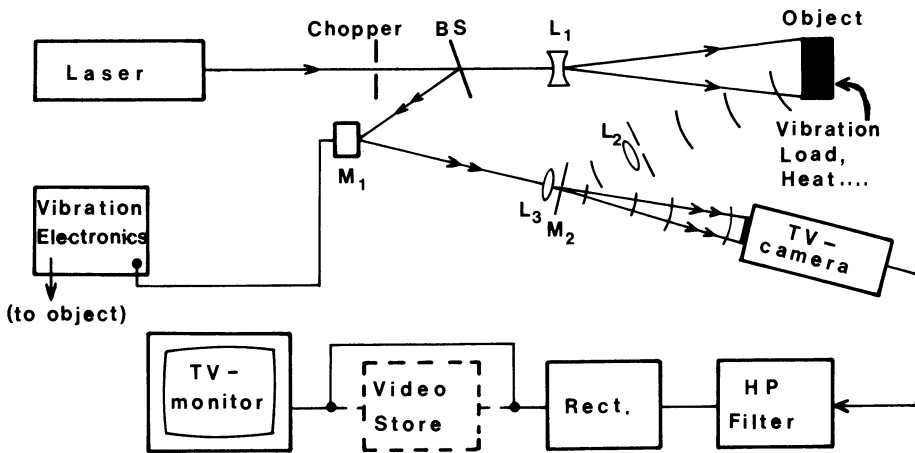 Laser
Chopper
BS
L1
Object
Vibration
Load,
Heat....
M1
L2
L3
M2
TV-
camera
Vibration
Electronics
(to object)
TV-
monitor
Video
Store
Rect.
HP
Filter